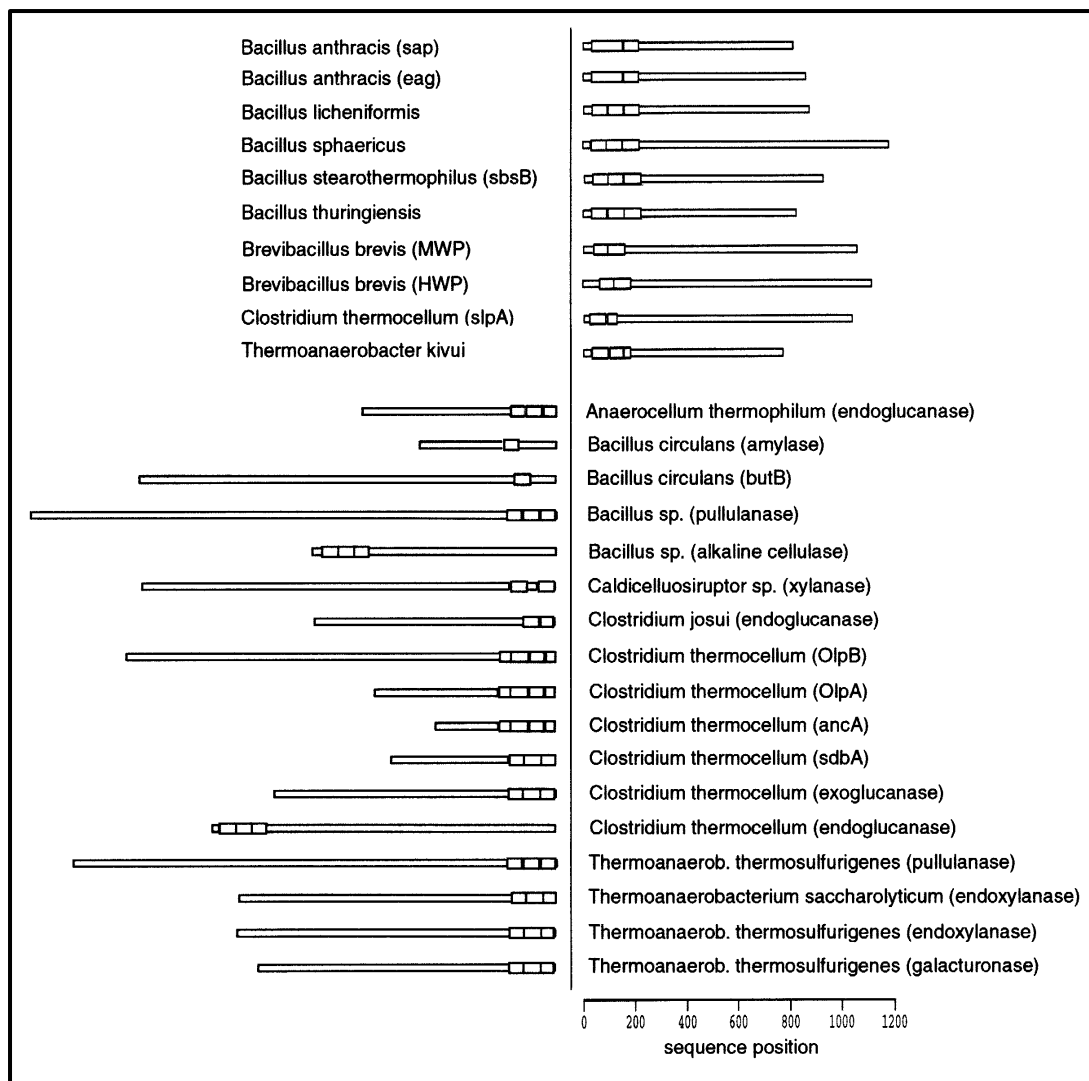 Bacillus anthracis (sap)
Bacillus anthracis (eag)
Bacillus licheniformis
Bacillus sphaericus
Bacillus stearothermophilus (sbsB)
Bacillus thuringiensis
Brevibacillus brevis (MWP)
Brevibacillus brevis (HWP)
Clostridium thermocellum (slpA)
Thermoanaerobacter kivui
Anaerocellum thermophilum (endoglucanase)
Bacillus circulans (amylase)
Bacillus circulans (butB)
Bacillus sp. (pullulanase)
Bacillus sp. (alkaline cellulase)
Caldicelluosiruptor sp. (xylanase)
Clostridium josui (endoglucanase)
Clostridium thermocellum (OlpB)
Clostridium thermocellum (OlpA)
Clostridium thermocellum (ancA)
Clostridium thermocellum (sdbA)
Clostridium thermocellum (exoglucanase)
Clostridium thermocellum (endoglucanase)
Thermoanaerob. thermosulfurigenes (pullulanase)
Thermoanaerobacterium saccharolyticum (endoxylanase)
Thermoanaerob. thermosulfurigenes (endoxylanase)
Thermoanaerob. thermosulfurigenes (galacturonase)
0 200 400 600 800 1000 1200
sequence position